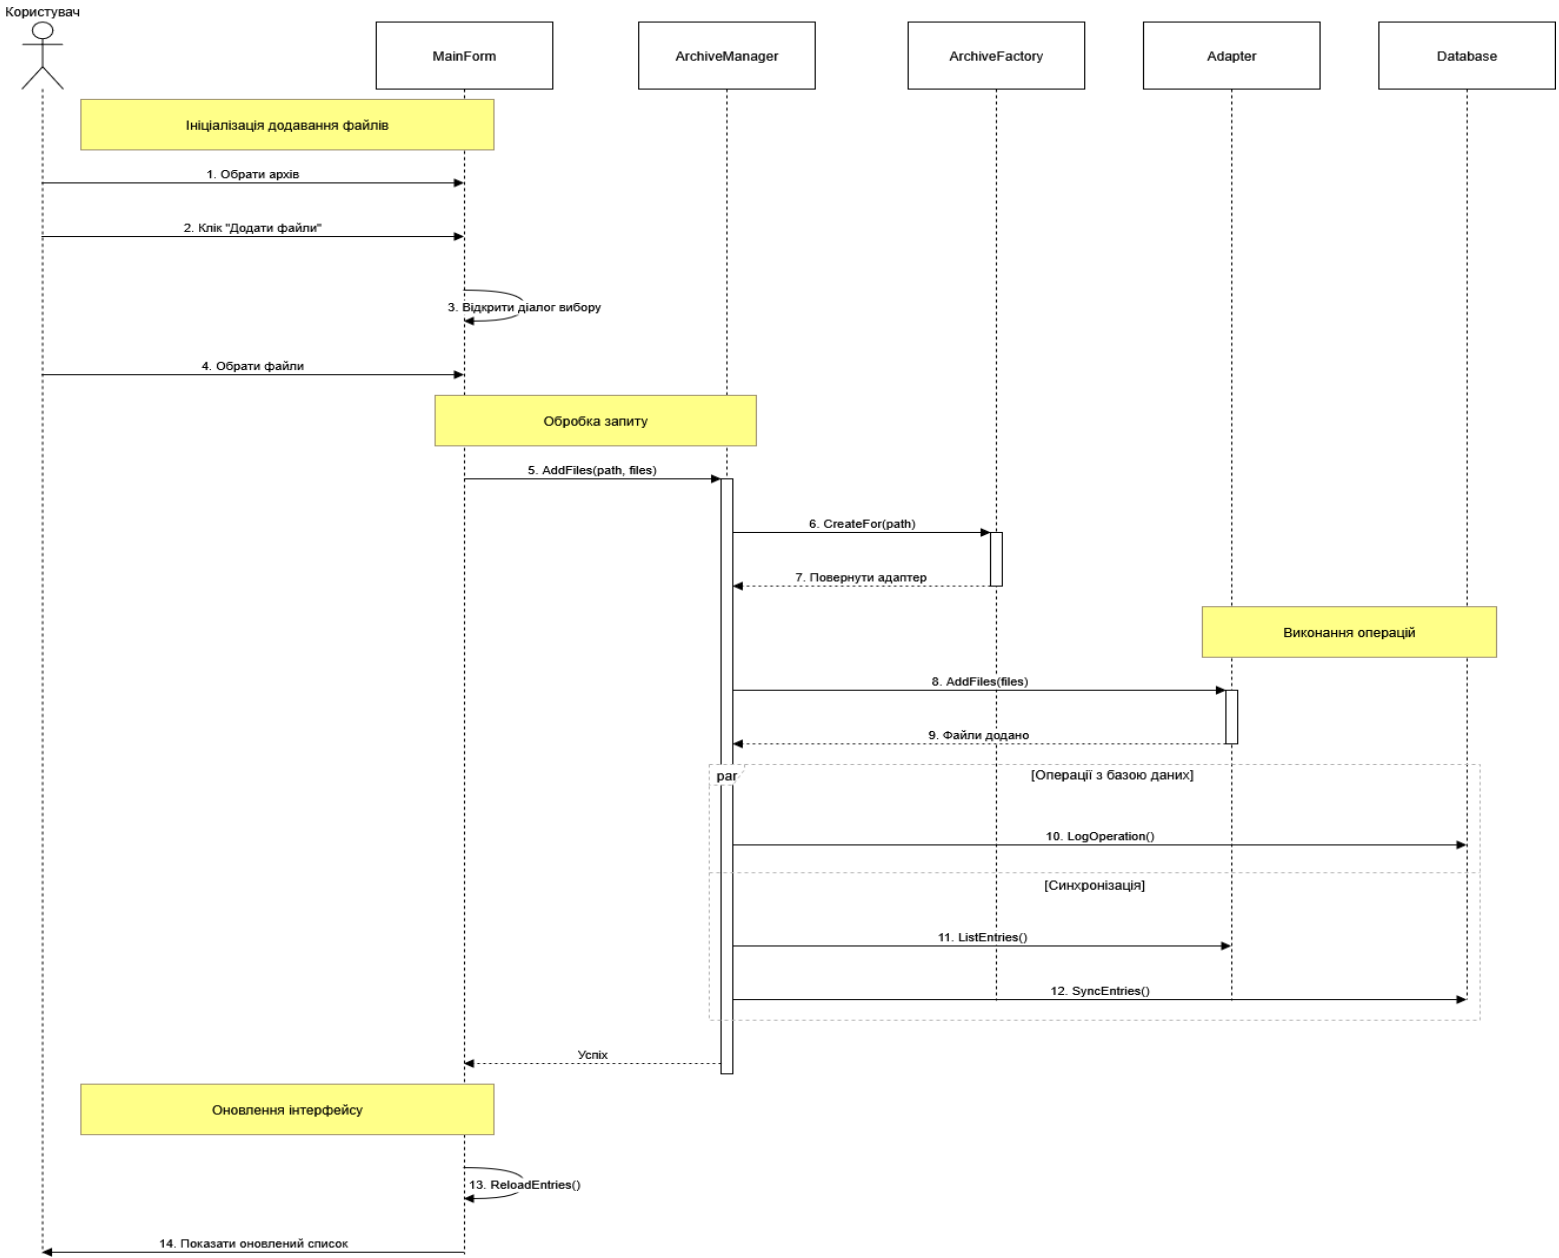 Користувач
MainForm
ArchiveManager
ArchiveFactory
Adapter
Database
Ініціалізація додавання файлів
1. Обрати архів
2. Клік "Додати файли"
3. Відкрити діалог вибору
4. Обрати файли
Обробка запиту
5. AddFiles(path, files)
6. CreateFor(path)
7. Повернути адаптер
Виконання операцій
8. AddFiles(files)
9. Файли додано
par
[Операції з базою даних]
10. LogOperation()
[Синхронізація]
11. ListEntries()
12. SyncEntries()
Успіх
Оновлення інтерфейсу
13. ReloadEntries()
14. Показати оновлений список